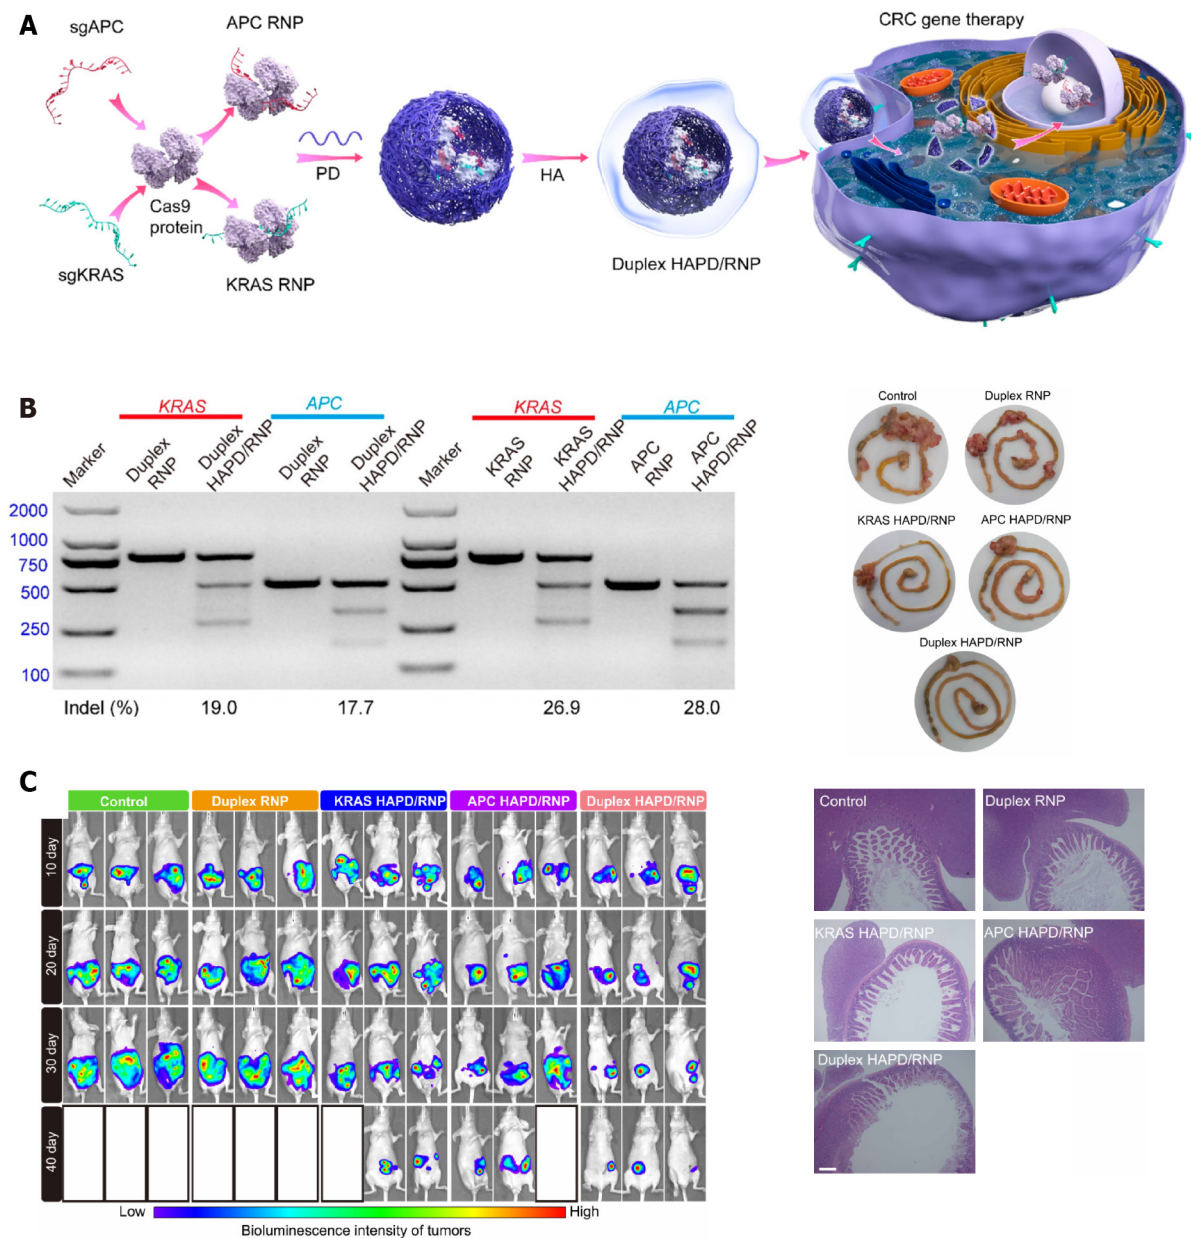 A
sgAPC
APC RNP
CRC gene therapy
PD
HA
Cas9
protein
sgKRAS
KRAS RNP
Duplex HAPD/RNP
B
KRAS
APC
KRAS
APC
Marker
Duplex
RNP
Duplex
HAPD/RNP
Duplex
RNP
Duplex
HAPD/RNP
Marker
KRAS
RNP
KRAS
HAPD/RNP
APC
RNP
APC
HAPD/RNP
2000
1000
750
500
250
100
Indel (%)
19.0
17.7
26.9
28.0
Control
Duplex RNP
KRAS HAPD/RNP
APC HAPD/RNP
Duplex HAPD/RNP
C
Control
Duplex RNP
KRAS HAPD/RNP
APC HAPD/RNP
Duplex HAPD/RNP
10 day
20 day
30 day
40 day
Low
High
Bioluminescence intensity of tumors
Control
Duplex RNP
KRAS HAPD/RNP
APC HAPD/RNP
Duplex HAPD/RNP